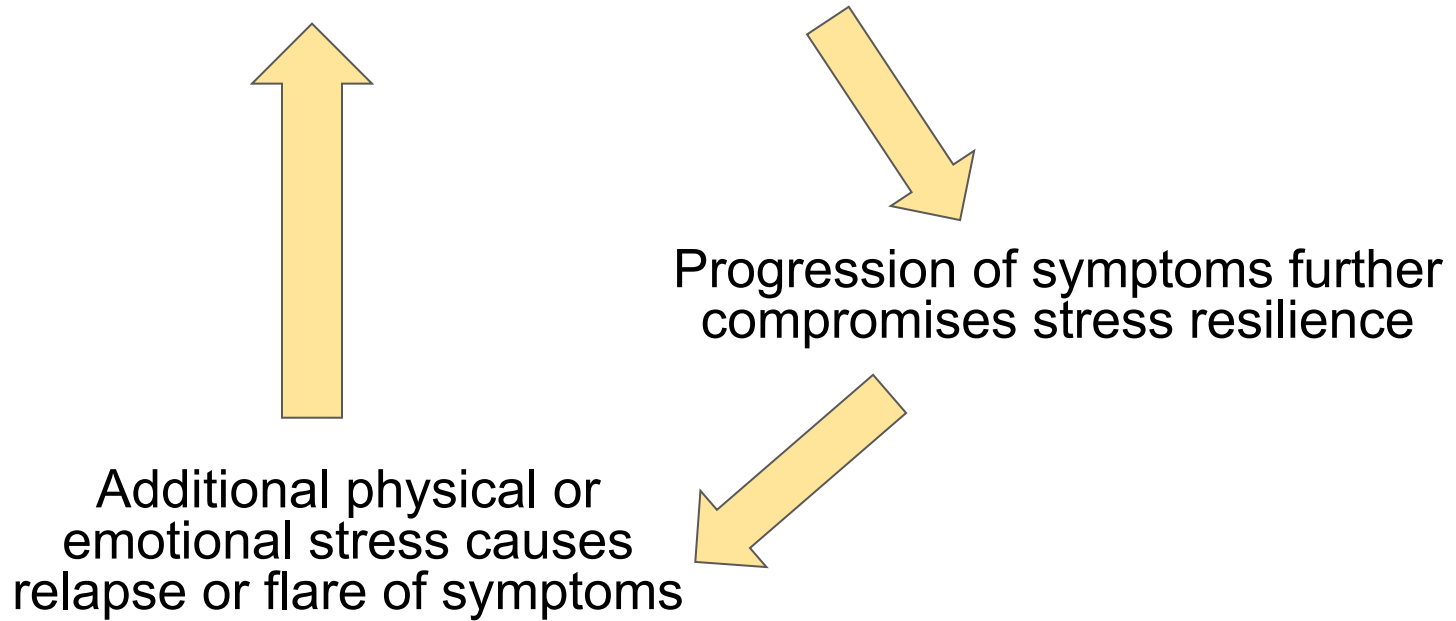 Progression of symptoms further
compromises stress resilience
Additional physical or
emotional stress causes
relapse or flare of symptoms